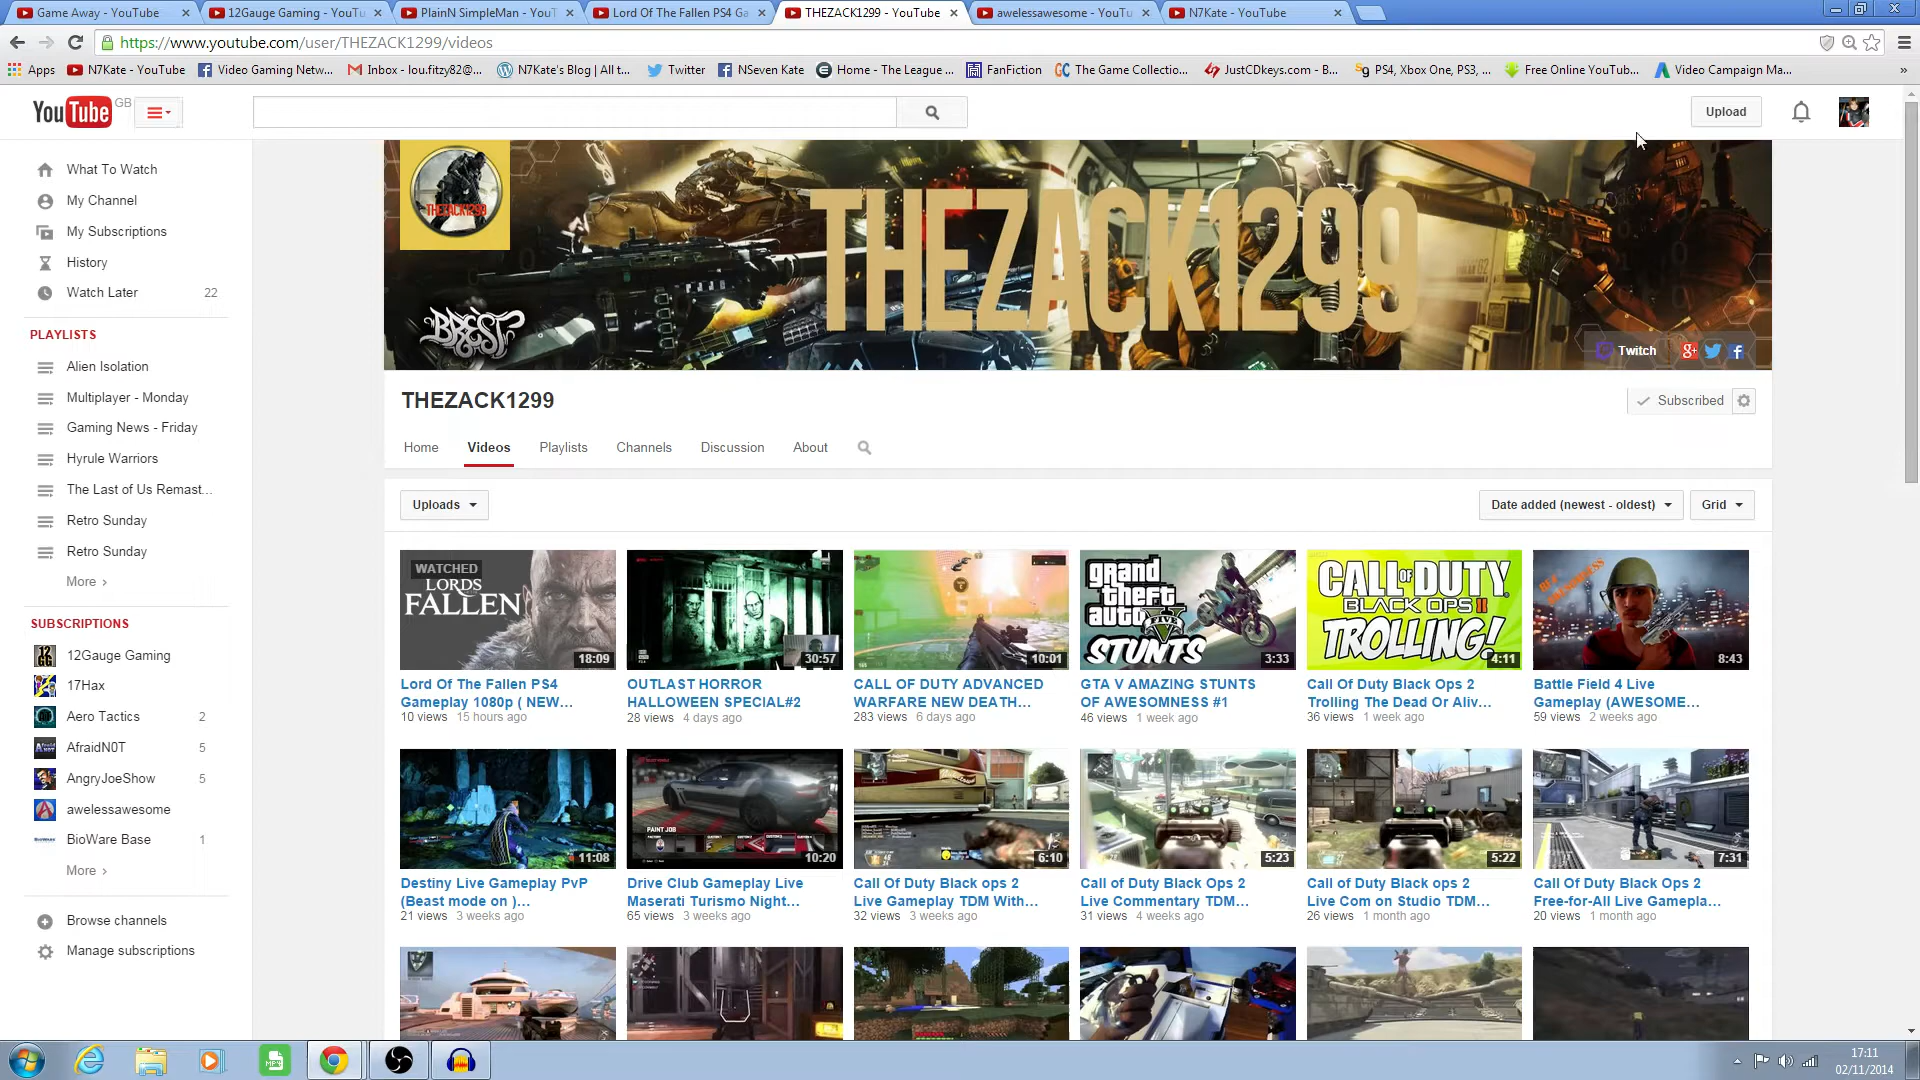 Game Away - YouTube
12Gauge Gaming - YouTu
PlainN SimpleMan - YouT
Lord Of The Fallen PS4 Ga
THEZACK1299 - YouTube
awelessawesome - YouTu
N7Kate - YouTube
https://www.youtube.com/user/THEZACK1299/videos
Apps
N7Kate - YouTube
Video Gaming Netw...
Inbox - lou.fitzy82@...
N7Kate's Blog | All t...
Twitter
NSeven Kate
Home - The League ...
FanFiction
The Game Collection...
JustCDkeys.com - B...
PS4, Xbox One, PS3, ...
Free Online YouTub...
Video Campaign Ma...
YouTube GB
Upload
What To Watch
My Channel
My Subscriptions
History
Watch Later 22
PLAYLISTS
Alien Isolation
Multiplayer - Monday
Gaming News - Friday
Hyrule Warriors
The Last of Us Remast...
Retro Sunday
Retro Sunday
More ›
SUBSCRIPTIONS
12Gauge Gaming
17Hax
Aero Tactics 2
AfraidN0T 5
AngryJoeShow 5
awelessawesome
BioWare Base 1
More ›
Browse channels
Manage subscriptions
THEZACK1299
THEZACK1299
BREST
Twitch
THEZACK1299
Subscribed
Home
Videos
Playlists
Channels
Discussion
About
Uploads
Date added (newest - oldest)
Grid
WATCHED
LORDS
FALLEN
18:09
Lord Of The Fallen PS4
Gameplay 1080p ( NEW...
10 views 15 hours ago
30:57
OUTLAST HORROR
HALLOWEEN SPECIAL#2
28 views 4 days ago
10:01
CALL OF DUTY ADVANCED
WARFARE NEW DEATH...
283 views 6 days ago
grand
theft
auto
FIVE
STUNTS
3:33
GTA V AMAZING STUNTS
OF AWESOMNESS #1
46 views 1 week ago
CALL OF DUTY
BLACK OPS II
TROLLING!
4:11
Call Of Duty Black Ops 2
Trolling The Dead Or Aliv...
36 views 1 week ago
8:43
Battle Field 4 Live
Gameplay (AWESOME...
59 views 2 weeks ago
11:08
Destiny Live Gameplay PvP
(Beast mode on )...
21 views 3 weeks ago
PAINT JOB
10:20
Drive Club Gameplay Live
Maserati Turismo Night...
65 views 3 weeks ago
6:10
Call Of Duty Black ops 2
Live Gameplay TDM With...
32 views 3 weeks ago
5:23
Call of Duty Black Ops 2
Live Commentary TDM...
31 views 4 weeks ago
5:22
Call of Duty Black ops 2
Live Com on Studio TDM...
26 views 1 month ago
7:31
Call Of Duty Black Ops 2
Free-for-All Live Gamepla...
20 views 1 month ago
17:11
02/11/2014